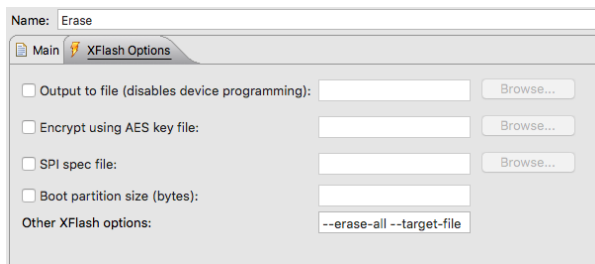 Name: Erase
Main XFlash Options
Output to file (disables device programming): Browse...
Encrypt using AES key file: Browse...
SPI spec file: Browse...
Boot partition size (bytes):
Other XFlash options: --erase-all --target-file